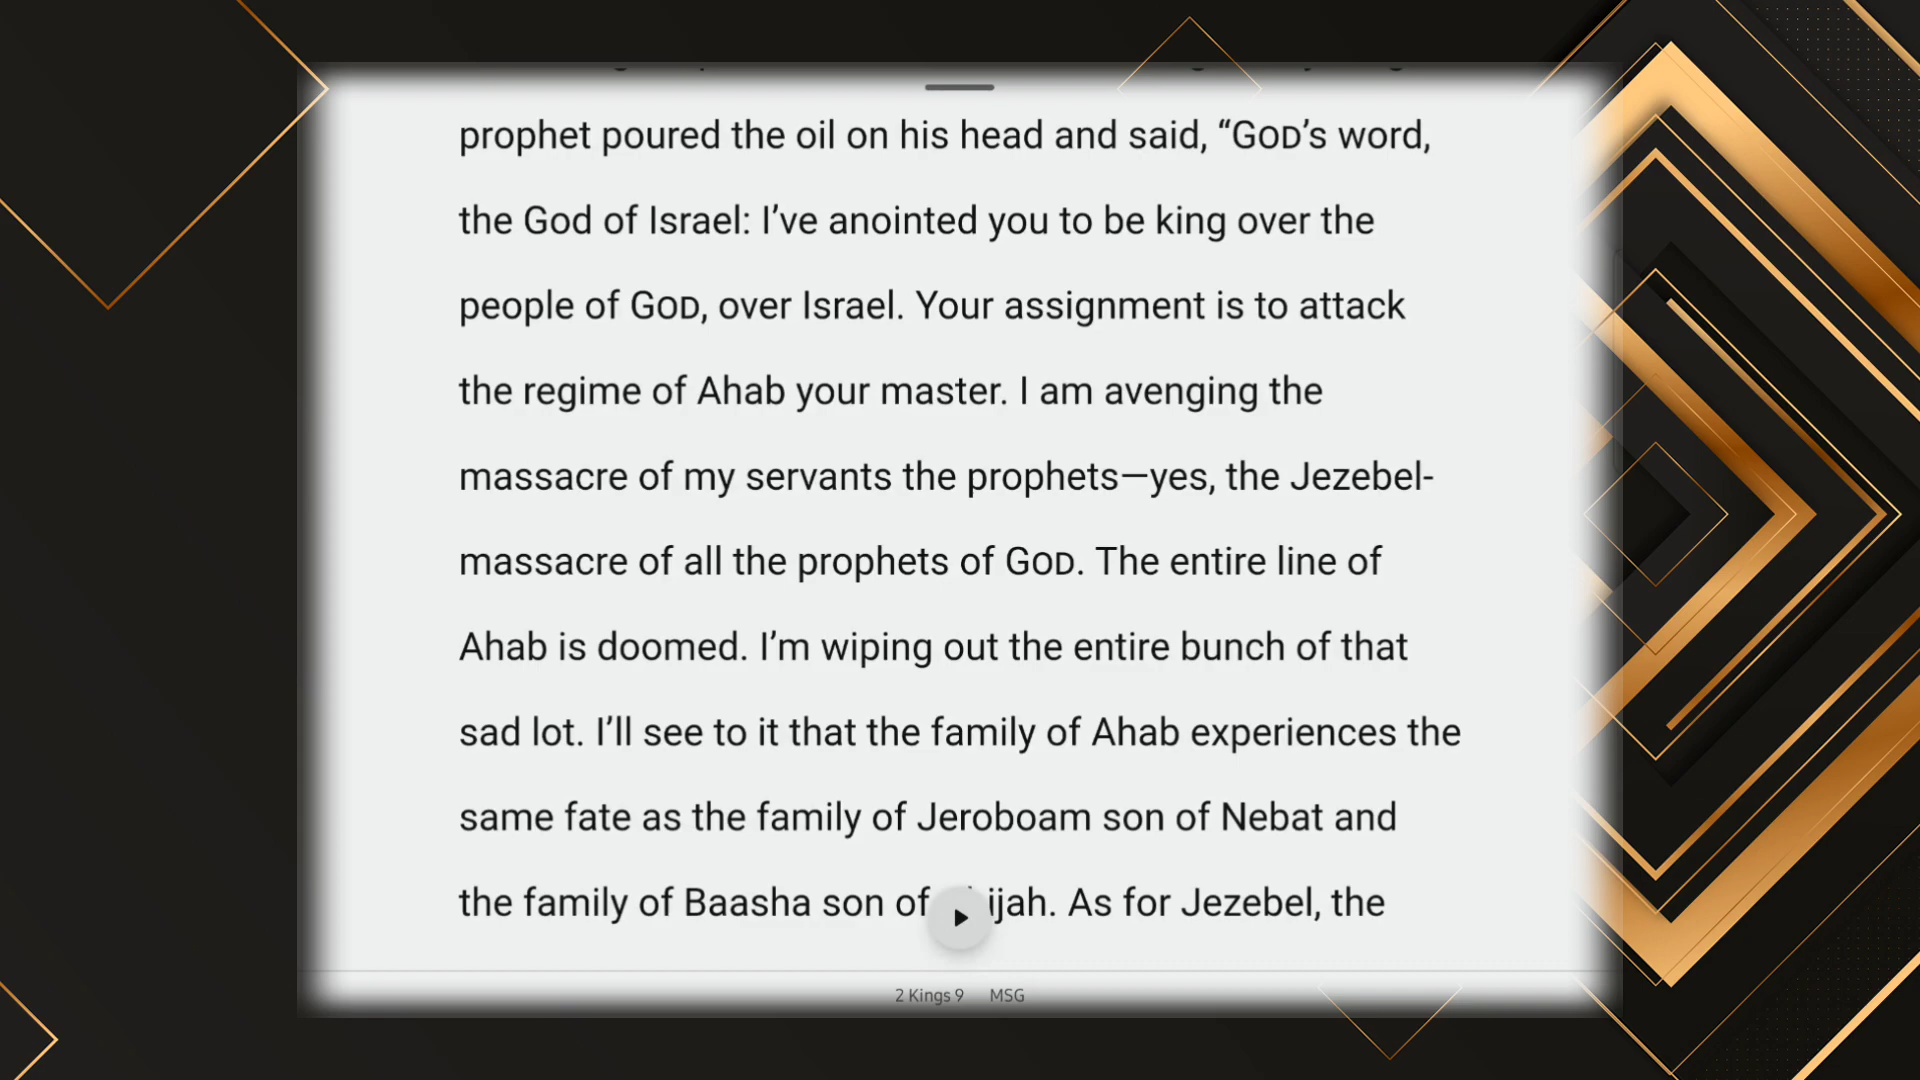 prophet poured the oil on his head and said, “GOD’s word,
the God of Israel: I’ve anointed you to be king over the
people of GOD, over Israel. Your assignment is to attack
the regime of Ahab your master. I am avenging the
massacre of my servants the prophets—yes, the Jezebel-
massacre of all the prophets of GOD. The entire line of
Ahab is doomed. I’m wiping out the entire bunch of that
sad lot. I’ll see to it that the family of Ahab experiences the
same fate as the family of Jeroboam son of Nebat and
the family of Baasha son of ijah. As for Jezebel, the
2 Kings 9 MSG